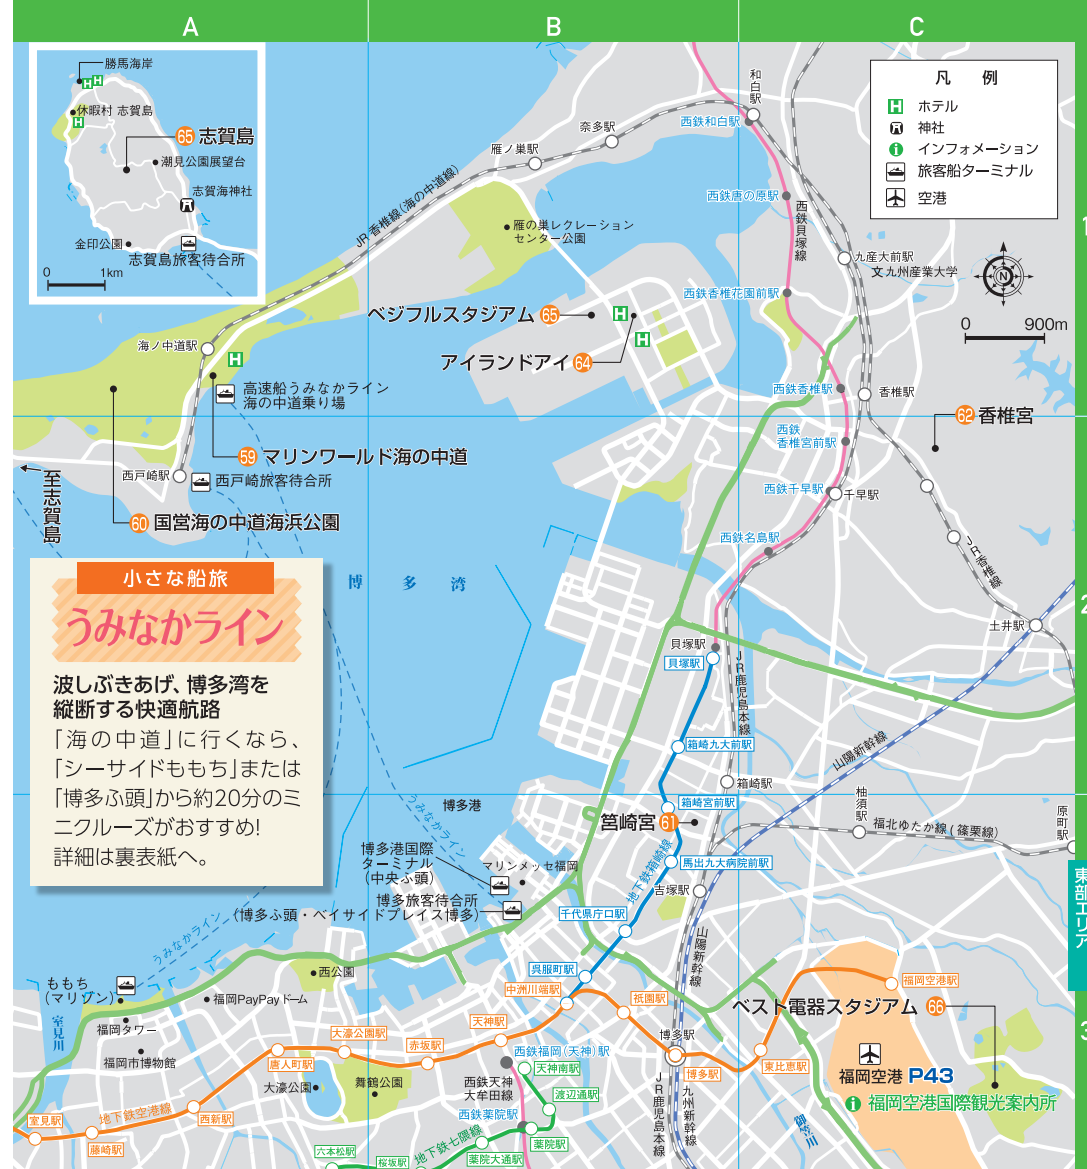 A
B
C
勝馬海岸
休暇村 志賀島
65 志賀島
潮見公園展望台
志賀海神社
金印公園
志賀島旅客待合所
0
1km
凡 例
ホテル
神社
インフォメーション
旅客船ターミナル
空港
N
0
900m
1
2
3
和白駅
西鉄和白駅
奈多駅
雁ノ巣駅
JR 香椎線(海の中道線)
雁の巣レクレーション
センター公園
西鉄唐の原駅
西鉄貝塚線
九産大前駅
文 九州産業大学
西鉄香椎花園前駅
ベジフルスタジアム 65
アイランドアイ 64
海ノ中道駅
高速船うみなかライン
海の中道乗り場
西鉄香椎駅
香椎駅
62 香椎宮
西鉄
香椎宮前駅
59 マリンワールド海の中道
西戸崎駅
西戸崎旅客待合所
至志賀島
60 国営海の中道海浜公園
西鉄千早駅
千早駅
西鉄名島駅
JR香椎線
土井駅
小さな船旅
うみなかライン
波しぶきあげ、博多湾を
縦断する快適航路
「海の中道」に行くなら、
「シーサイドももち」または
「博多ふ頭」から約20分のミ
ニクルーズがおすすめ!
詳細は裏表紙へ。
博多湾
貝塚駅
貝塚駅
JR鹿児島本線
箱崎九大前駅
山陽新幹線
箱崎駅
箱崎宮前駅
筥崎宮 61
柚須駅
福北ゆたか線(篠栗線)
原町駅
東部エリア
うみなかライン
博多港
博多港国際
ターミナル
(中央ふ頭)
マリンメッセ福岡
博多旅客待合所
(博多ふ頭・ベイサイドプレイス博多)
地下鉄箱崎線
馬出九大病院前駅
吉塚駅
千代県庁口駅
山陽新幹線
うみなかライン
ももち
(マリゾン)
西公園
福岡PayPayドーム
福岡タワー
室見川
福岡市博物館
呉服町駅
中洲川端駅
祇園駅
福岡空港駅
ベスト電器スタジアム 66
天神駅
大濠公園駅
赤坂駅
唐人町駅
大濠公園
舞鶴公園
西鉄福岡(天神)駅
天神南駅
西鉄天神
大牟田線
渡辺通駅
西鉄薬院駅
博多駅
博多駅
東比恵駅
福岡空港 P43
福岡空港国際観光案内所
室見駅
地下鉄空港線
西新駅
藤崎駅
六本松駅
桜坂駅
地下鉄七隈線
薬院大通駅
薬院駅
JR鹿児島本線
九州新幹線
御笠川